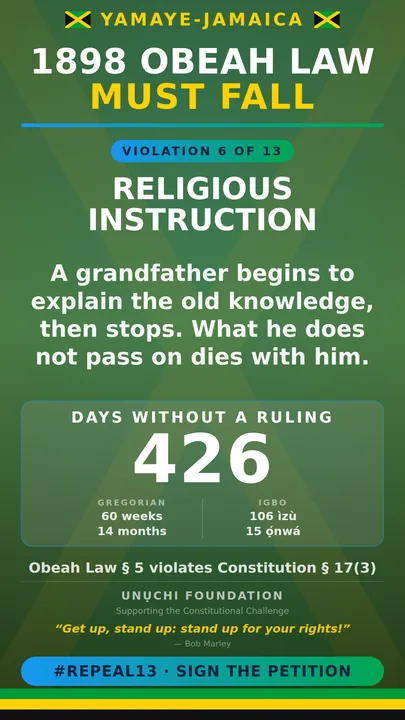 YAMAYE-JAMAICA
1898 OBEAH LAW
MUST FALL
VIOLATION 6 OF 13
RELIGIOUS
INSTRUCTION
A grandfather begins to
explain the old knowledge,
then stops. What he does
not pass on dies with him.
DAYS WITHOUT A RULING
426
GREGORIAN
60 weeks
14 months
IGBO
106 ìzù
15 ọ́nwá
Obeah Law § 5 violates Constitution § 17(3)
UNỤCHI FOUNDATION
Supporting the Constitutional Challenge
“Get up, stand up: stand up for your rights!”
— Bob Marley
#REPEAL13 · SIGN THE PETITION